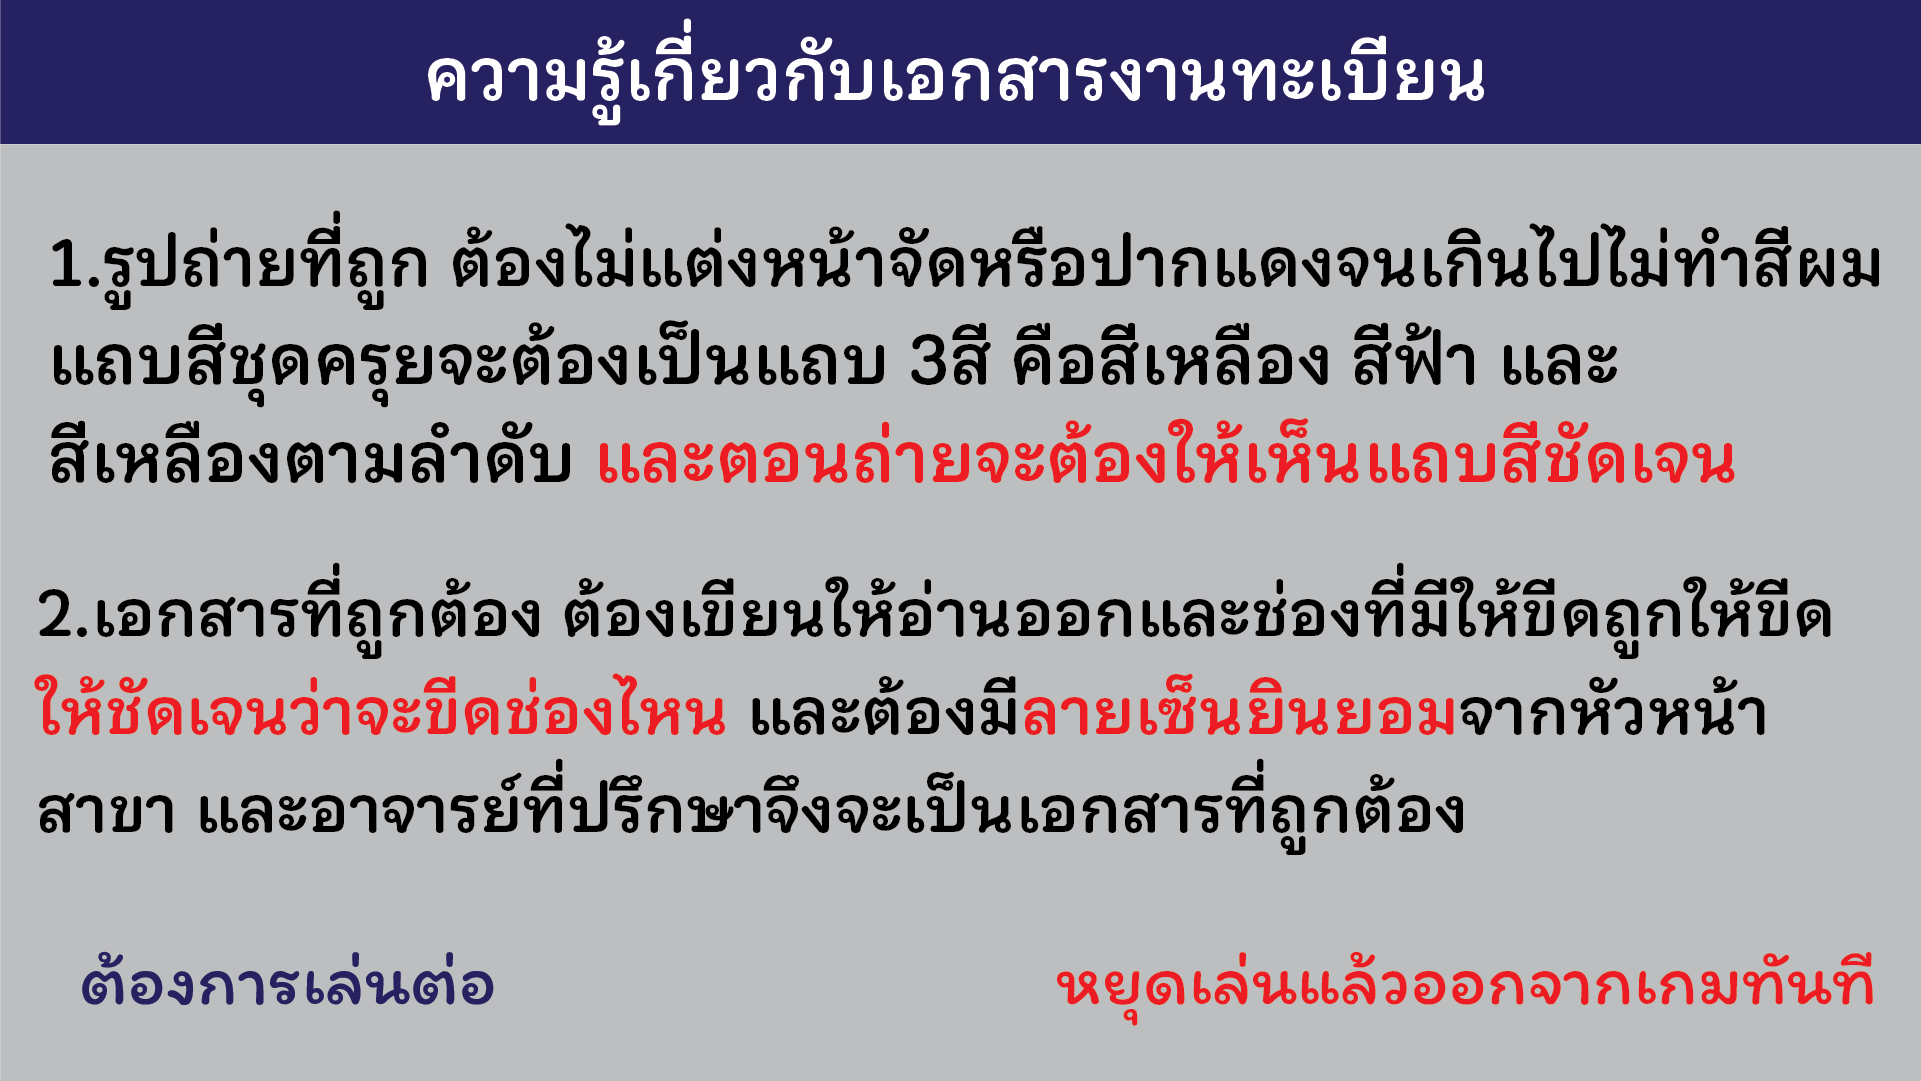 ความรู้เกี่ยวกับเอกสารงานทะเบียน
1.รูปถ่ายที่ถูก ต้องไม่แต่งหน้าจัดหรือปากแดงจนเกินไปไม่ทำสีผม
แถบสีชุดครุยจะต้องเป็นแถบ 3สี คือสีเหลือง สีฟ้า และ
สีเหลืองตามลำดับ และตอนถ่ายจะต้องให้เห็นแถบสีชัดเจน
2.เอกสารที่ถูกต้อง ต้องเขียนให้อ่านออกและช่องที่มีให้ขีดถูกให้ขีด
ให้ชัดเจนว่าจะขีดช่องไหน และต้องมีลายเซ็นยินยอมจากหัวหน้า
สาขา และอาจารย์ที่ปรึกษาจึงจะเป็นเอกสารที่ถูกต้อง
ต้องการเล่นต่อ
หยุดเล่นแล้วออกจากเกมทันที